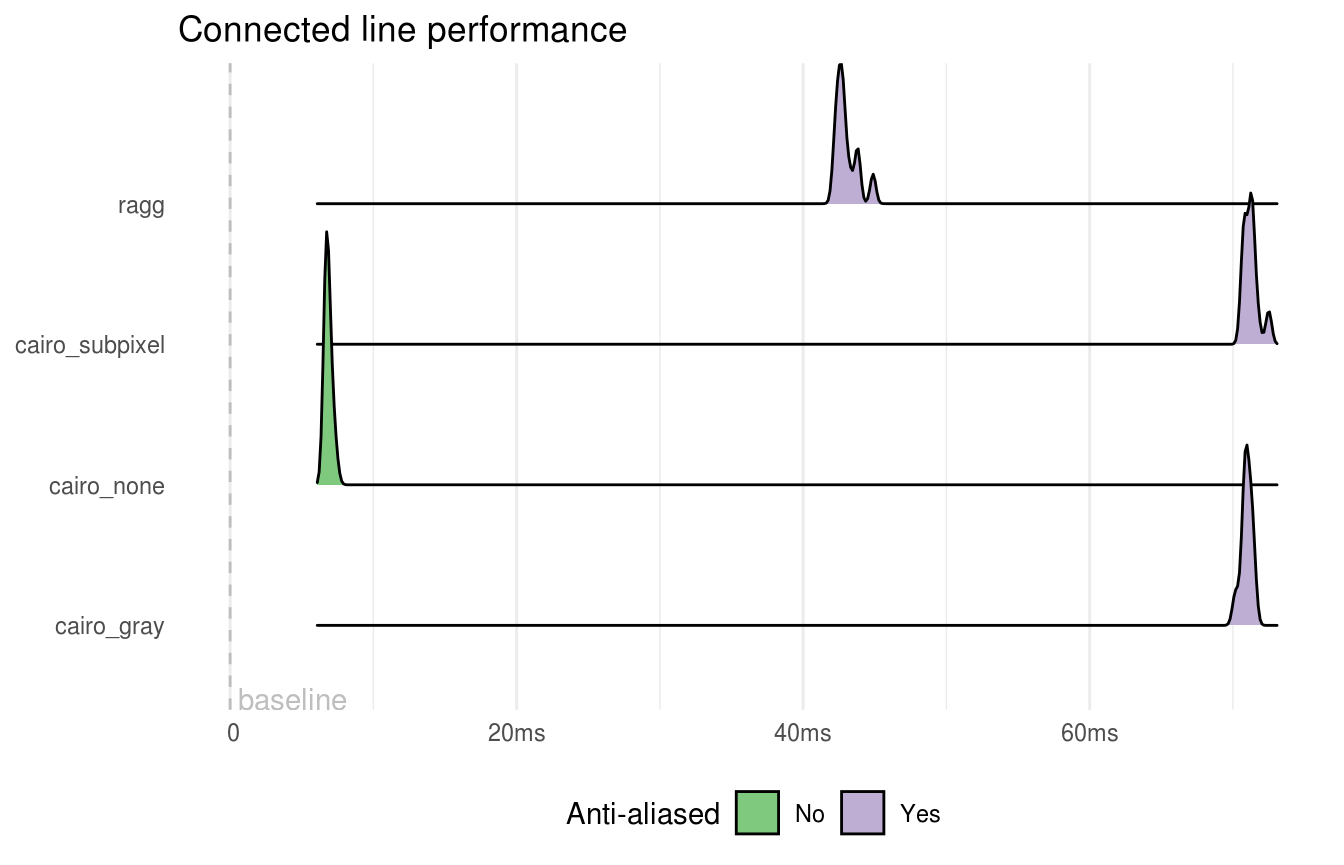 Connected line performance
ragg
cairo_subpixel
cairo_none
cairo_gray
baseline
0 20ms 40ms 60ms
Anti-aliased No Yes